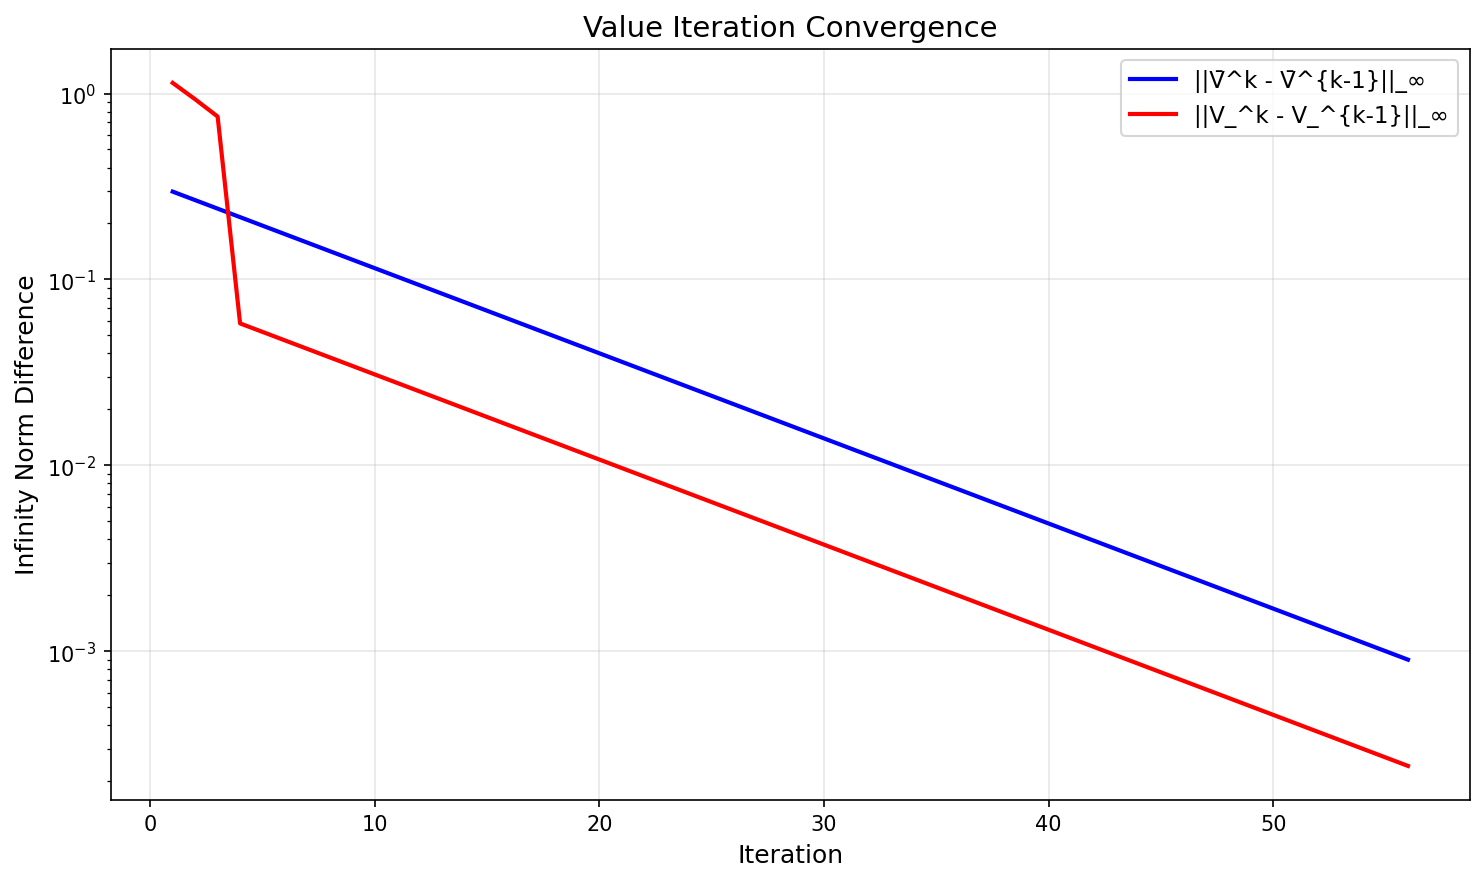 Value Iteration Convergence
||V̄^k - V̄^{k-1}||_∞
||V_^k - V_^{k-1}||_∞
Infinity Norm Difference
10⁰
10⁻¹
10⁻²
10⁻³
0 10 20 30 40 50
Iteration